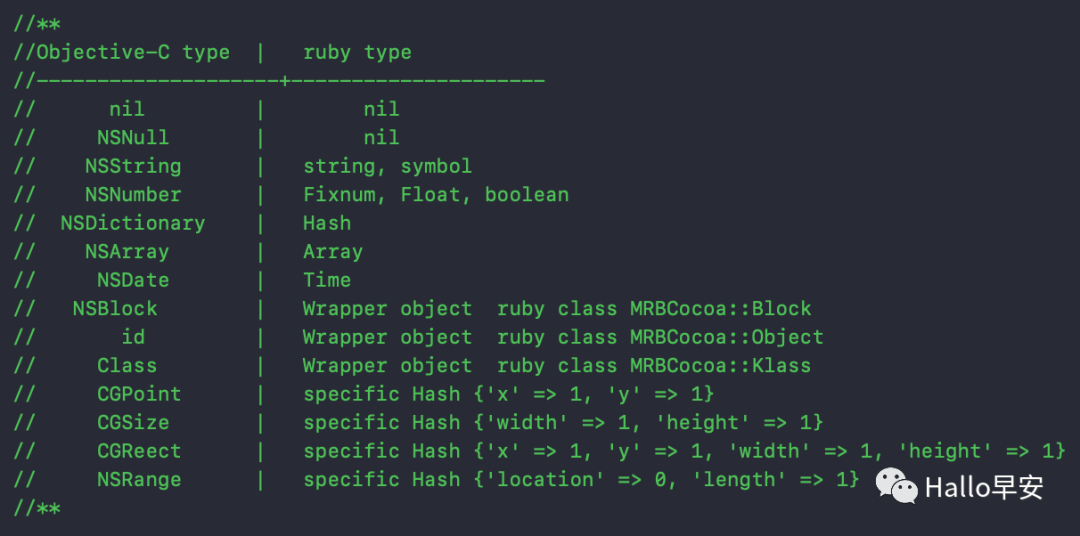 //**
//Objective-C type  |   ruby type
//--------------------+---------------------
//      nil         |        nil
//     NSNull       |        nil
//    NSString      |   string, symbol
//    NSNumber      |   Fixnum, Float, boolean
//  NSDictionary    |   Hash
//    NSArray       |   Array
//     NSDate       |   Time
//   NSBlock        |   Wrapper object  ruby class MRBCocoa::Block
//       id         |   Wrapper object  ruby class MRBCocoa::Object
//     Class        |   Wrapper object  ruby class MRBCocoa::Klass
//     CGPoint      |   specific Hash {'x' => 1, 'y' => 1}
//     CGSize       |   specific Hash {'width' => 1, 'height' => 1}
//     CGReect      |   specific Hash {'x' => 1, 'y' => 1, 'width' => 1, 'height' => 1}
//     NSRange      |   specific Hash {'location' => 0, 'length' => 1}
//**
Hallo早安